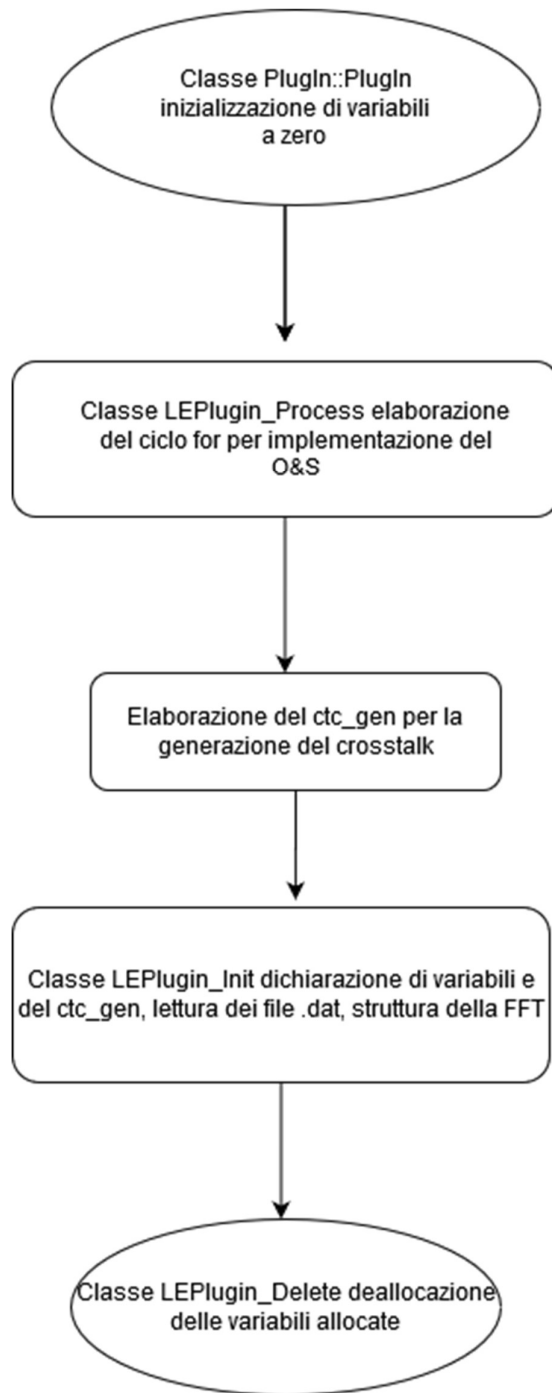 Classe PlugIn::PlugIn
inizializzazione di variabili
a zero
Classe LEPlugin_Process elaborazione
del ciclo for per implementazione del
O&S
Elaborazione del ctc_gen per la
generazione del crosstalk
Classe LEPlugin_Init dichiarazione di variabili e
del ctc_gen, lettura dei file .dat, struttura della FFT
Classe LEPlugin_Delete deallocazione
delle variabili allocate